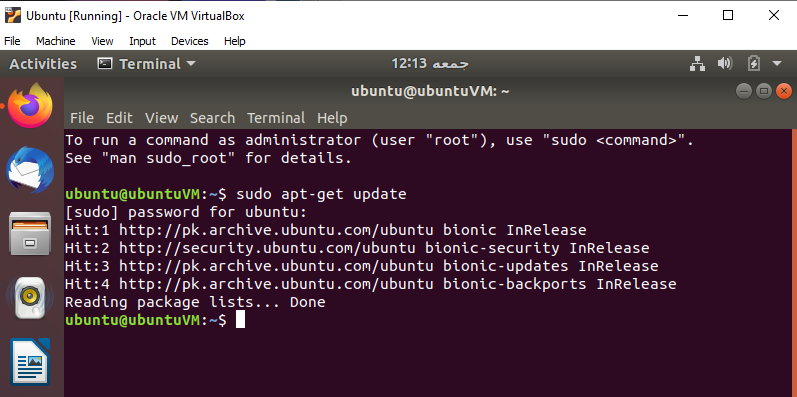 Ubuntu [Running] - Oracle VM VirtualBox
File Machine View Input Devices Help
Activities Terminal جمعه 12:13
ubuntu@ubuntuVM: ~
File Edit View Search Terminal Help
To run a command as administrator (user "root"), use "sudo <command>".
See "man sudo_root" for details.
ubuntu@ubuntuVM:~$ sudo apt-get update
[sudo] password for ubuntu:
Hit:1 http://pk.archive.ubuntu.com/ubuntu bionic InRelease
Hit:2 http://security.ubuntu.com/ubuntu bionic-security InRelease
Hit:3 http://pk.archive.ubuntu.com/ubuntu bionic-updates InRelease
Hit:4 http://pk.archive.ubuntu.com/ubuntu bionic-backports InRelease
Reading package lists... Done
ubuntu@ubuntuVM:~$